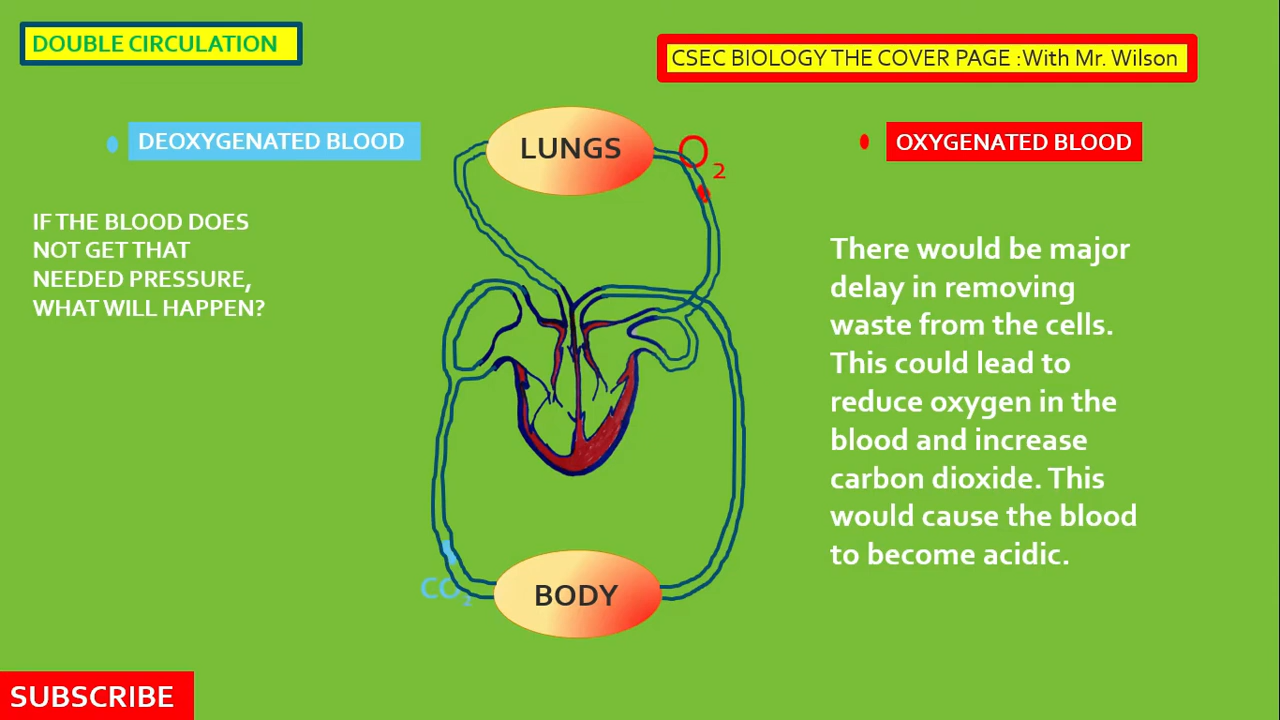 DOUBLE CIRCULATION
CSEC BIOLOGY THE COVER PAGE :With Mr. Wilson
DEOXYGENATED BLOOD
LUNGS
O2
OXYGENATED BLOOD
IF THE BLOOD DOES
NOT GET THAT
NEEDED PRESSURE,
WHAT WILL HAPPEN?
There would be major
delay in removing
waste from the cells.
This could lead to
reduce oxygen in the
blood and increase
carbon dioxide. This
would cause the blood
to become acidic.
CO2
BODY
SUBSCRIBE